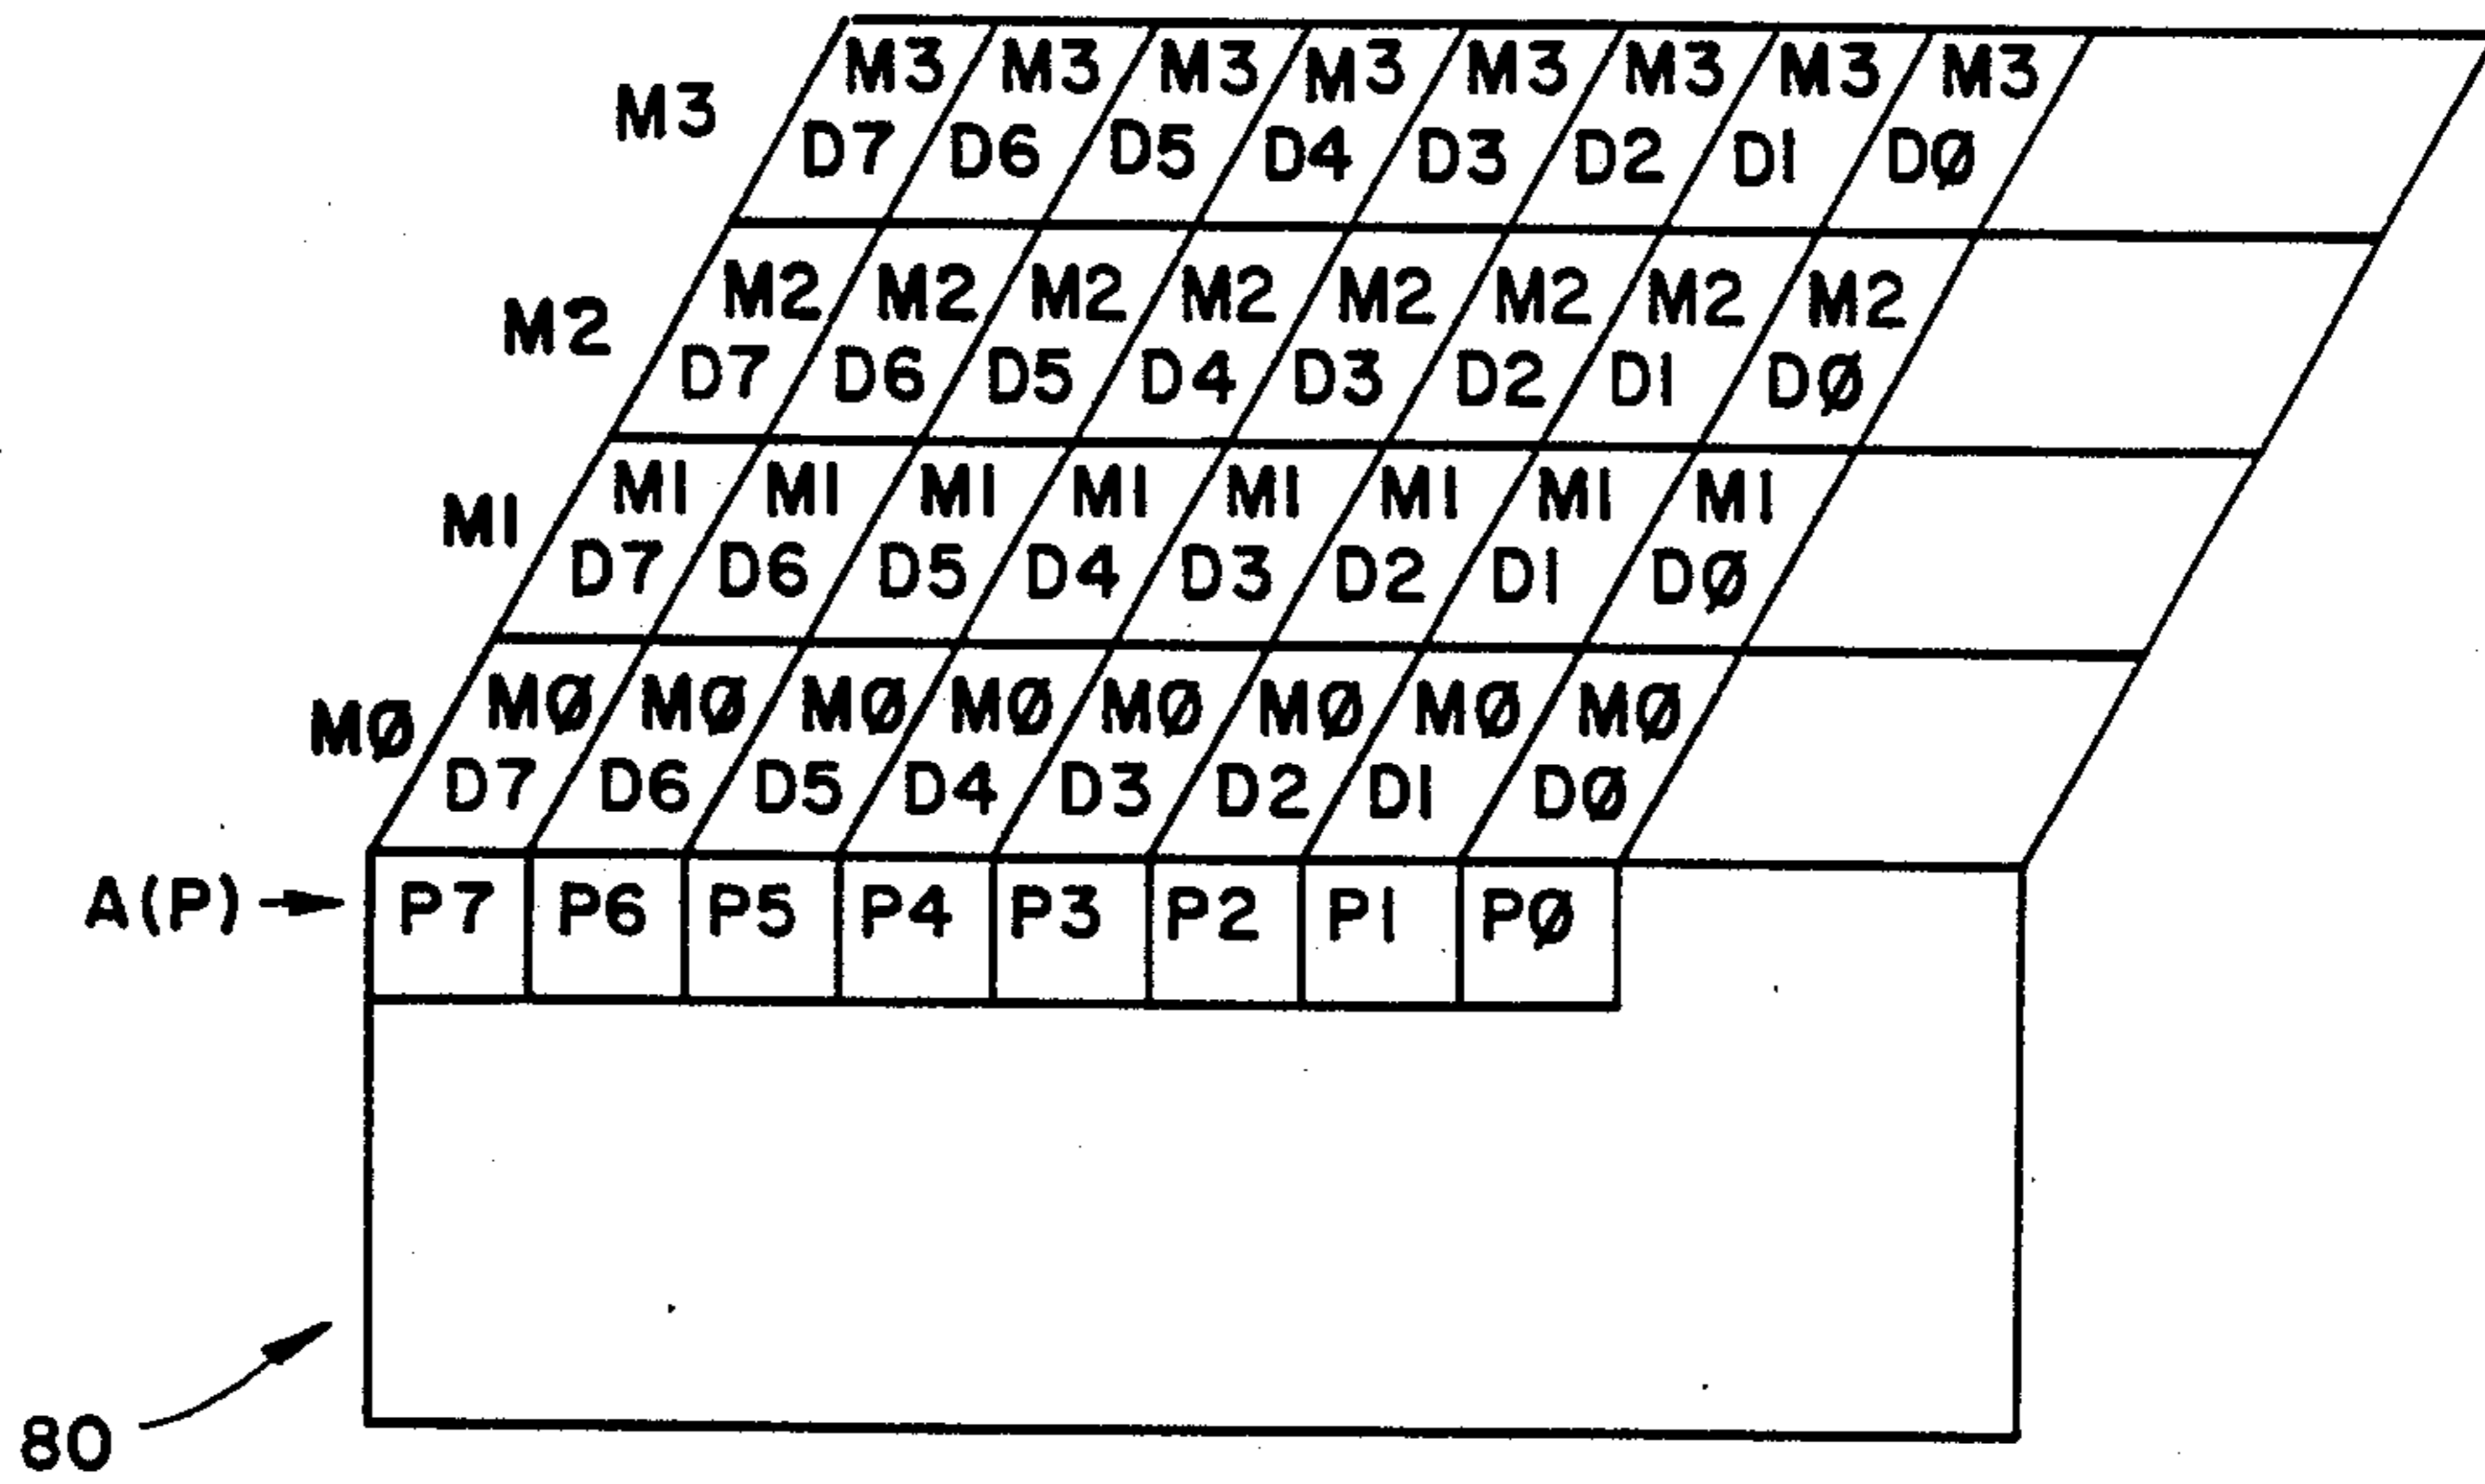 M3 M3 M3 M3 M3 M3 M3 M3
M3
D7 D6 D5 D4 D3 D2 D1 DØ
M2 M2 M2 M2 M2 M2 M2 M2
M2
D7 D6 D5 D4 D3 D2 D1 DØ
M1 M1 M1 M1 M1 M1 M1 M1
M1
D7 D6 D5 D4 D3 D2 D1 DØ
MØ MØ MØ MØ MØ MØ MØ MØ
MØ
D7 D6 D5 D4 D3 D2 D1 DØ
A(P) P7 P6 P5 P4 P3 P2 P1 PØ
80